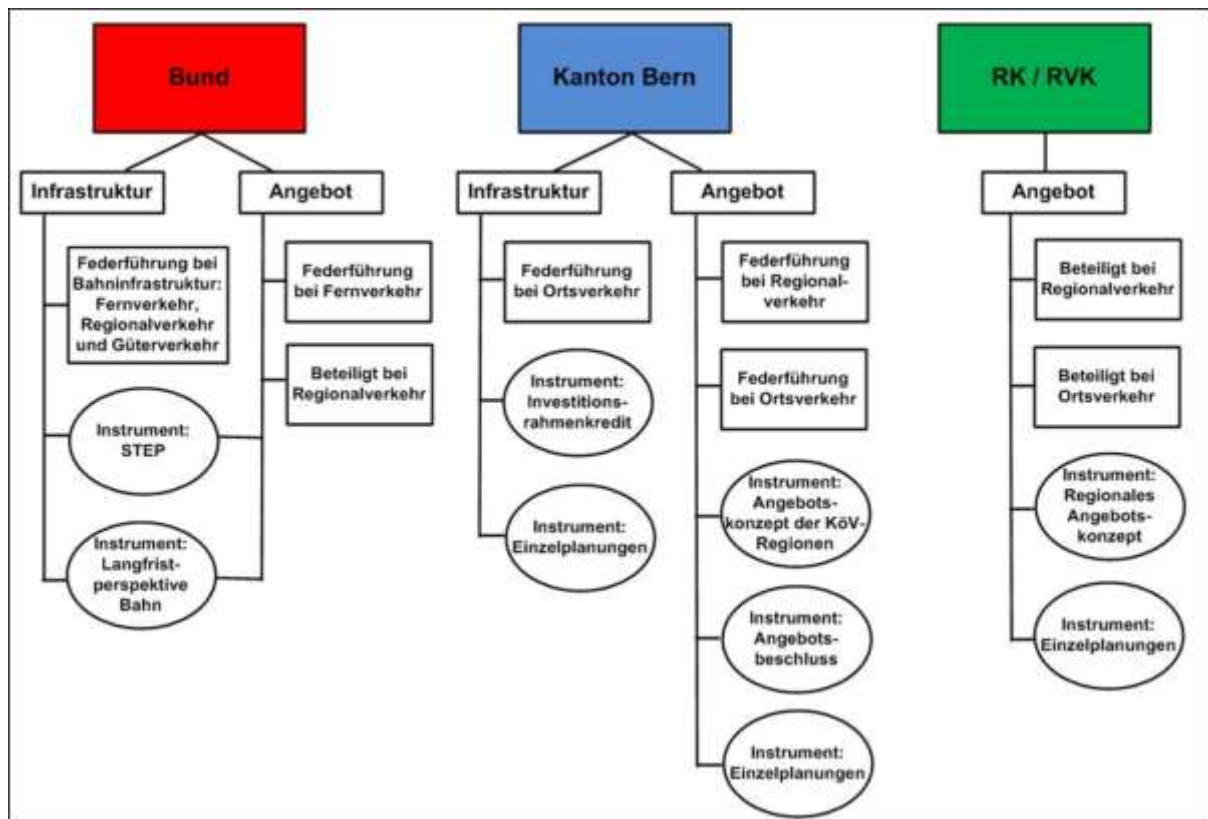 Bund
Infrastruktur
Angebot
Federführung bei
Bahninfrastruktur:
Fernverkehr,
Regionalverkehr
und Güterverkehr
Instrument:
STEP
Instrument:
Langfrist-
perspektive
Bahn
Federführung
bei Fernverkehr
Beteiligt bei
Regionalverkehr
Kanton Bern
Infrastruktur
Angebot
Federführung
bei Ortsverkehr
Instrument:
Investitions-
rahmenkredit
Instrument:
Einzelplanungen
Federführung
bei Regional-
verkehr
Federführung
bei Ortsverkehr
Instrument:
Angebots-
konzept der KöV-
Regionen
Instrument:
Angebots-
beschluss
Instrument:
Einzelplanungen
RK / RVK
Angebot
Beteiligt bei
Regionalverkehr
Beteiligt bei
Ortsverkehr
Instrument:
Regionales
Angebots-
konzept
Instrument:
Einzelplanungen